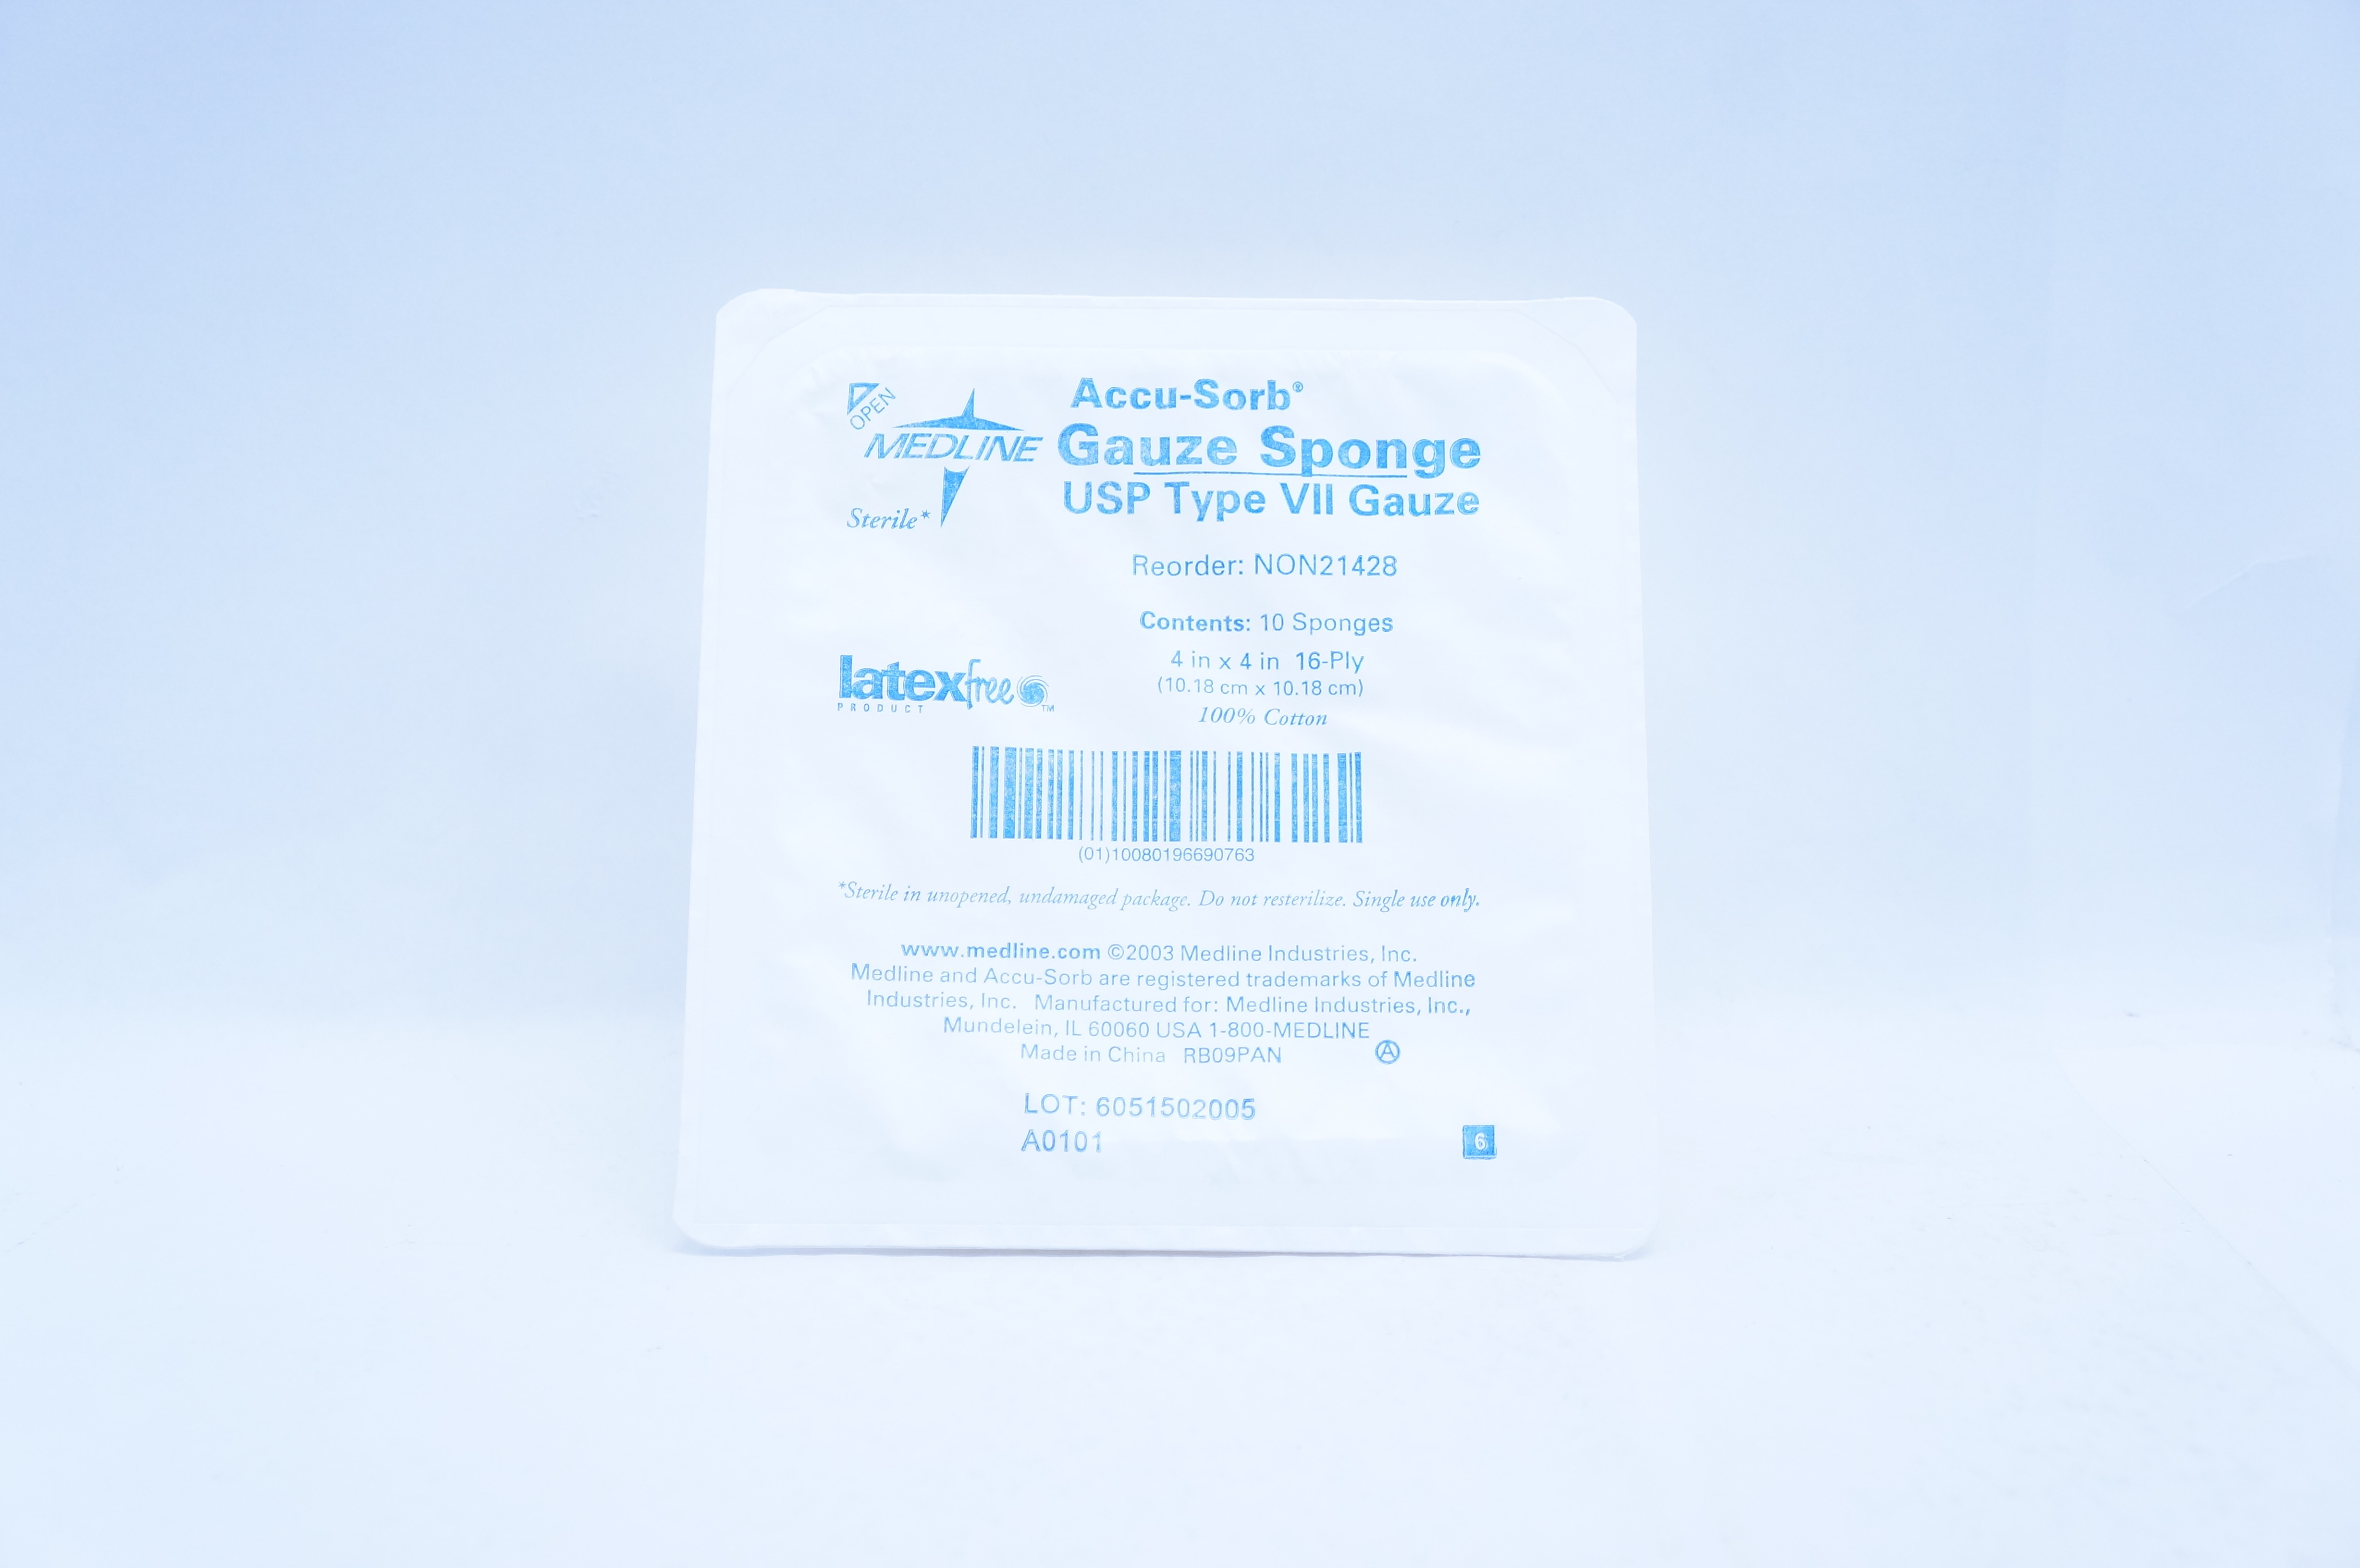 OPEN
MEDLINE
Sterile*
Accu-Sorb®
Gauze Sponge
USP Type VII Gauze
Reorder: NON21428
Contents: 10 Sponges
4 in x 4 in 16-Ply
(10.18 cm x 10.18 cm)
100% Cotton
latexfree
PRODUCT ™
(01)10080196690763
*Sterile in unopened, undamaged package. Do not resterilize. Single use only.
www.medline.com ©2003 Medline Industries, Inc.
Medline and Accu-Sorb are registered trademarks of Medline
Industries, Inc. Manufactured for: Medline Industries, Inc.,
Mundelein, IL 60060 USA 1-800-MEDLINE
Made in China RB09PAN A
LOT: 6051502005
A0101
6